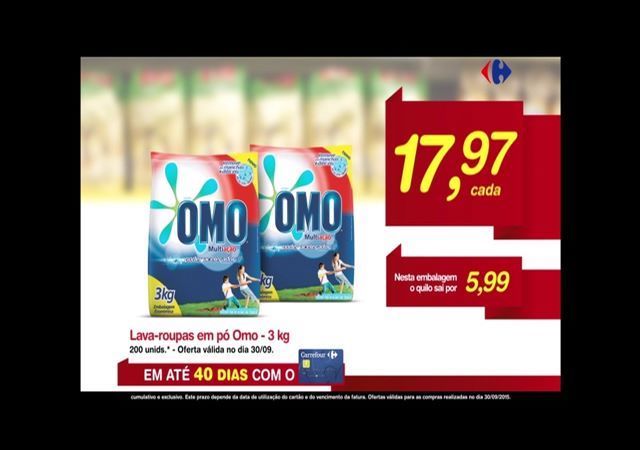 17,97
cada
OMO
Multiação
3kg
Embalagem
Econômica
OMO
Multiação
Nesta embalagem
o quilo sai por 5,99
Lava-roupas em pó Omo - 3 kg
200 unids.* - Oferta válida no dia 30/09.
EM ATÉ 40 DIAS COM O
Carrefour
cumulativo e exclusivo. Este prazo depende da data de utilização do cartão e do vencimento da fatura. Ofertas válidas para as compras realizadas no dia 30/09/2015.